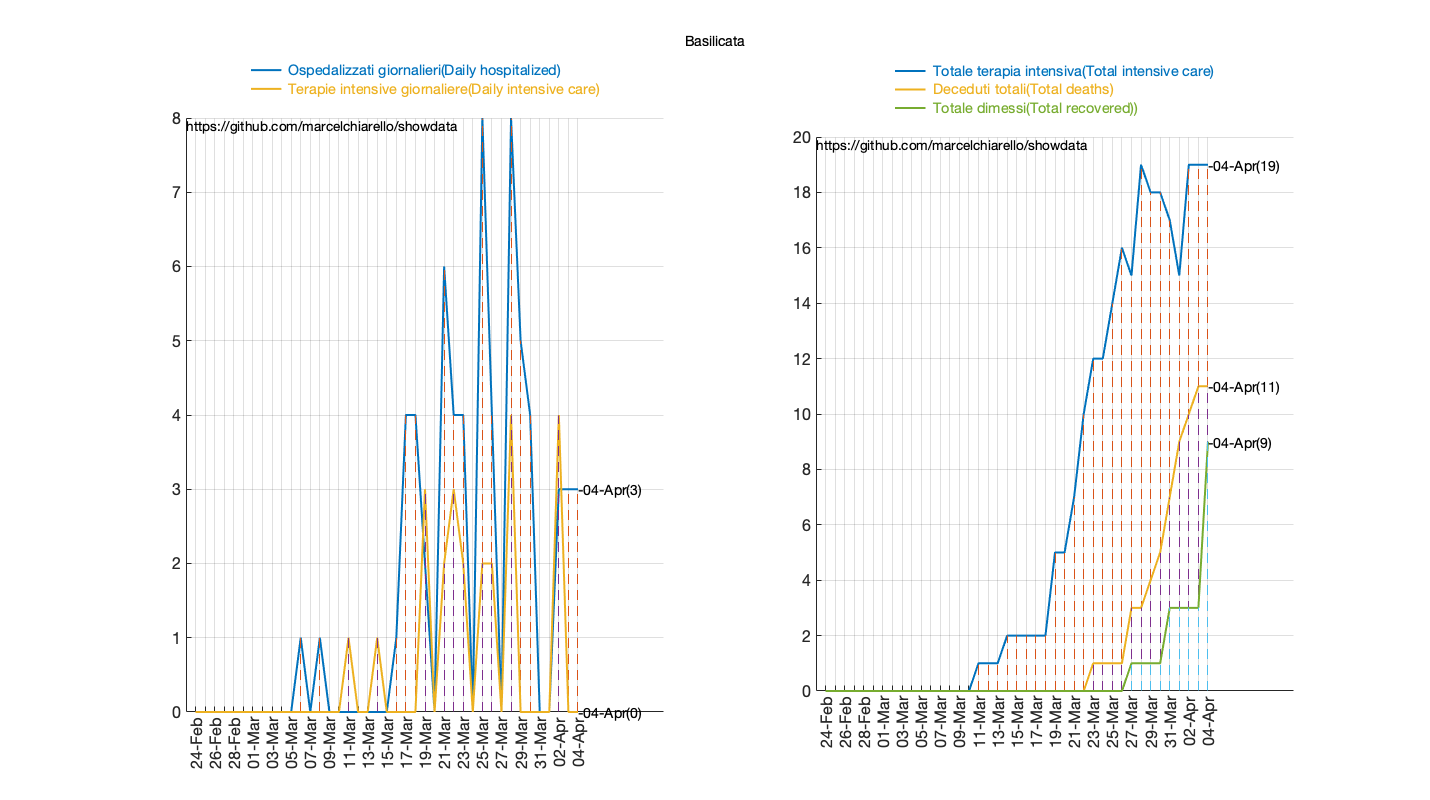 Basilicata
Ospedalizzati giornalieri(Daily hospitalized)
Terapie intensive giornaliere(Daily intensive care)
https://github.com/marcelchiarello/showdata
8
7
6
5
4
3
2
1
0
-04-Apr(3)
-04-Apr(0)
24-Feb
26-Feb
28-Feb
01-Mar
03-Mar
05-Mar
07-Mar
09-Mar
11-Mar
13-Mar
15-Mar
17-Mar
19-Mar
21-Mar
23-Mar
25-Mar
27-Mar
29-Mar
31-Mar
02-Apr
04-Apr
Totale terapia intensiva(Total intensive care)
Deceduti totali(Total deaths)
Totale dimessi(Total recovered))
https://github.com/marcelchiarello/showdata
20
18
16
14
12
10
8
6
4
2
0
-04-Apr(19)
-04-Apr(11)
-04-Apr(9)
24-Feb
26-Feb
28-Feb
01-Mar
03-Mar
05-Mar
07-Mar
09-Mar
11-Mar
13-Mar
15-Mar
17-Mar
19-Mar
21-Mar
23-Mar
25-Mar
27-Mar
29-Mar
31-Mar
02-Apr
04-Apr